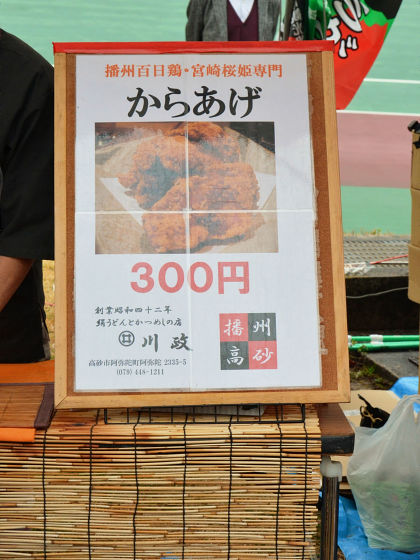 播州百日鶏・宮崎桜姫専門
からあげ
300円
創業昭和四十二年
絹うどんとかつめしの店
川政
高砂市阿弥陀町阿弥陀 2335-5
(079) 448-1211
播州
高砂